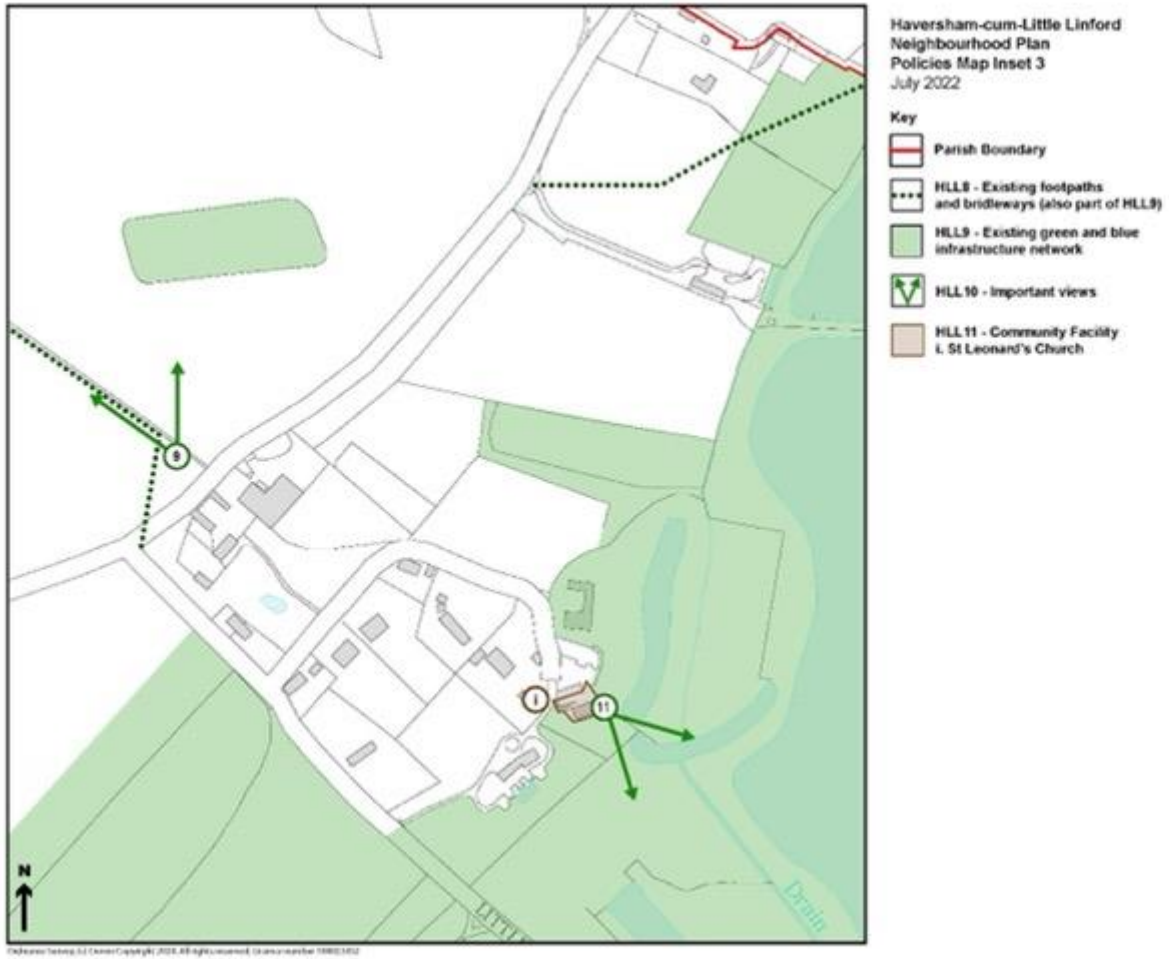 Haversham-cum-Little Linford
Neighbourhood Plan
Policies Map Inset 3
July 2022
Key
Parish Boundary
HLL8 - Existing footpaths
and bridleways (also part of HLL9)
HLL9 - Existing green and blue
infrastructure network
HLL10 - Important views
HLL11 - Community Facility
i. St Leonard's Church
9
i
11
N
LITTLE
Drain